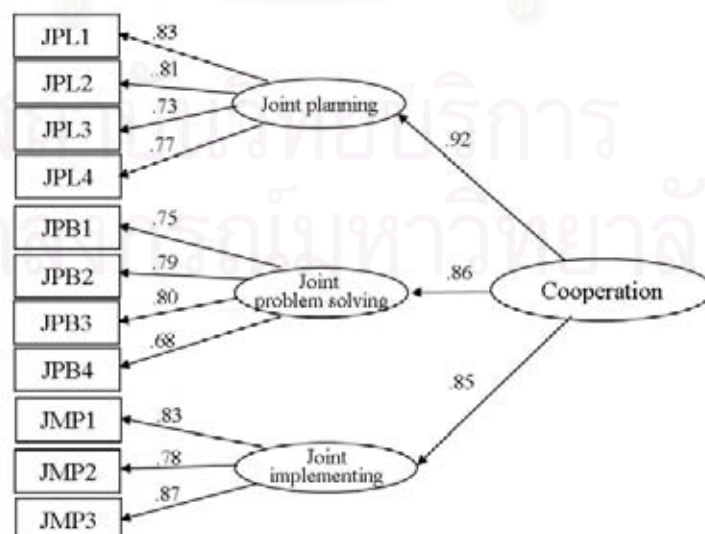 JPL1
.83
JPL2
..81
JPL3
.73
JPL4
.77
Joint planning
.92
JPB1
.75
JPB2
.79
JPB3
.80
JPB4
.68
Joint
problem solving
.86
Cooperation
.85
JMP1
.83
JMP2
.78
JMP3
.87
Joint
implementing